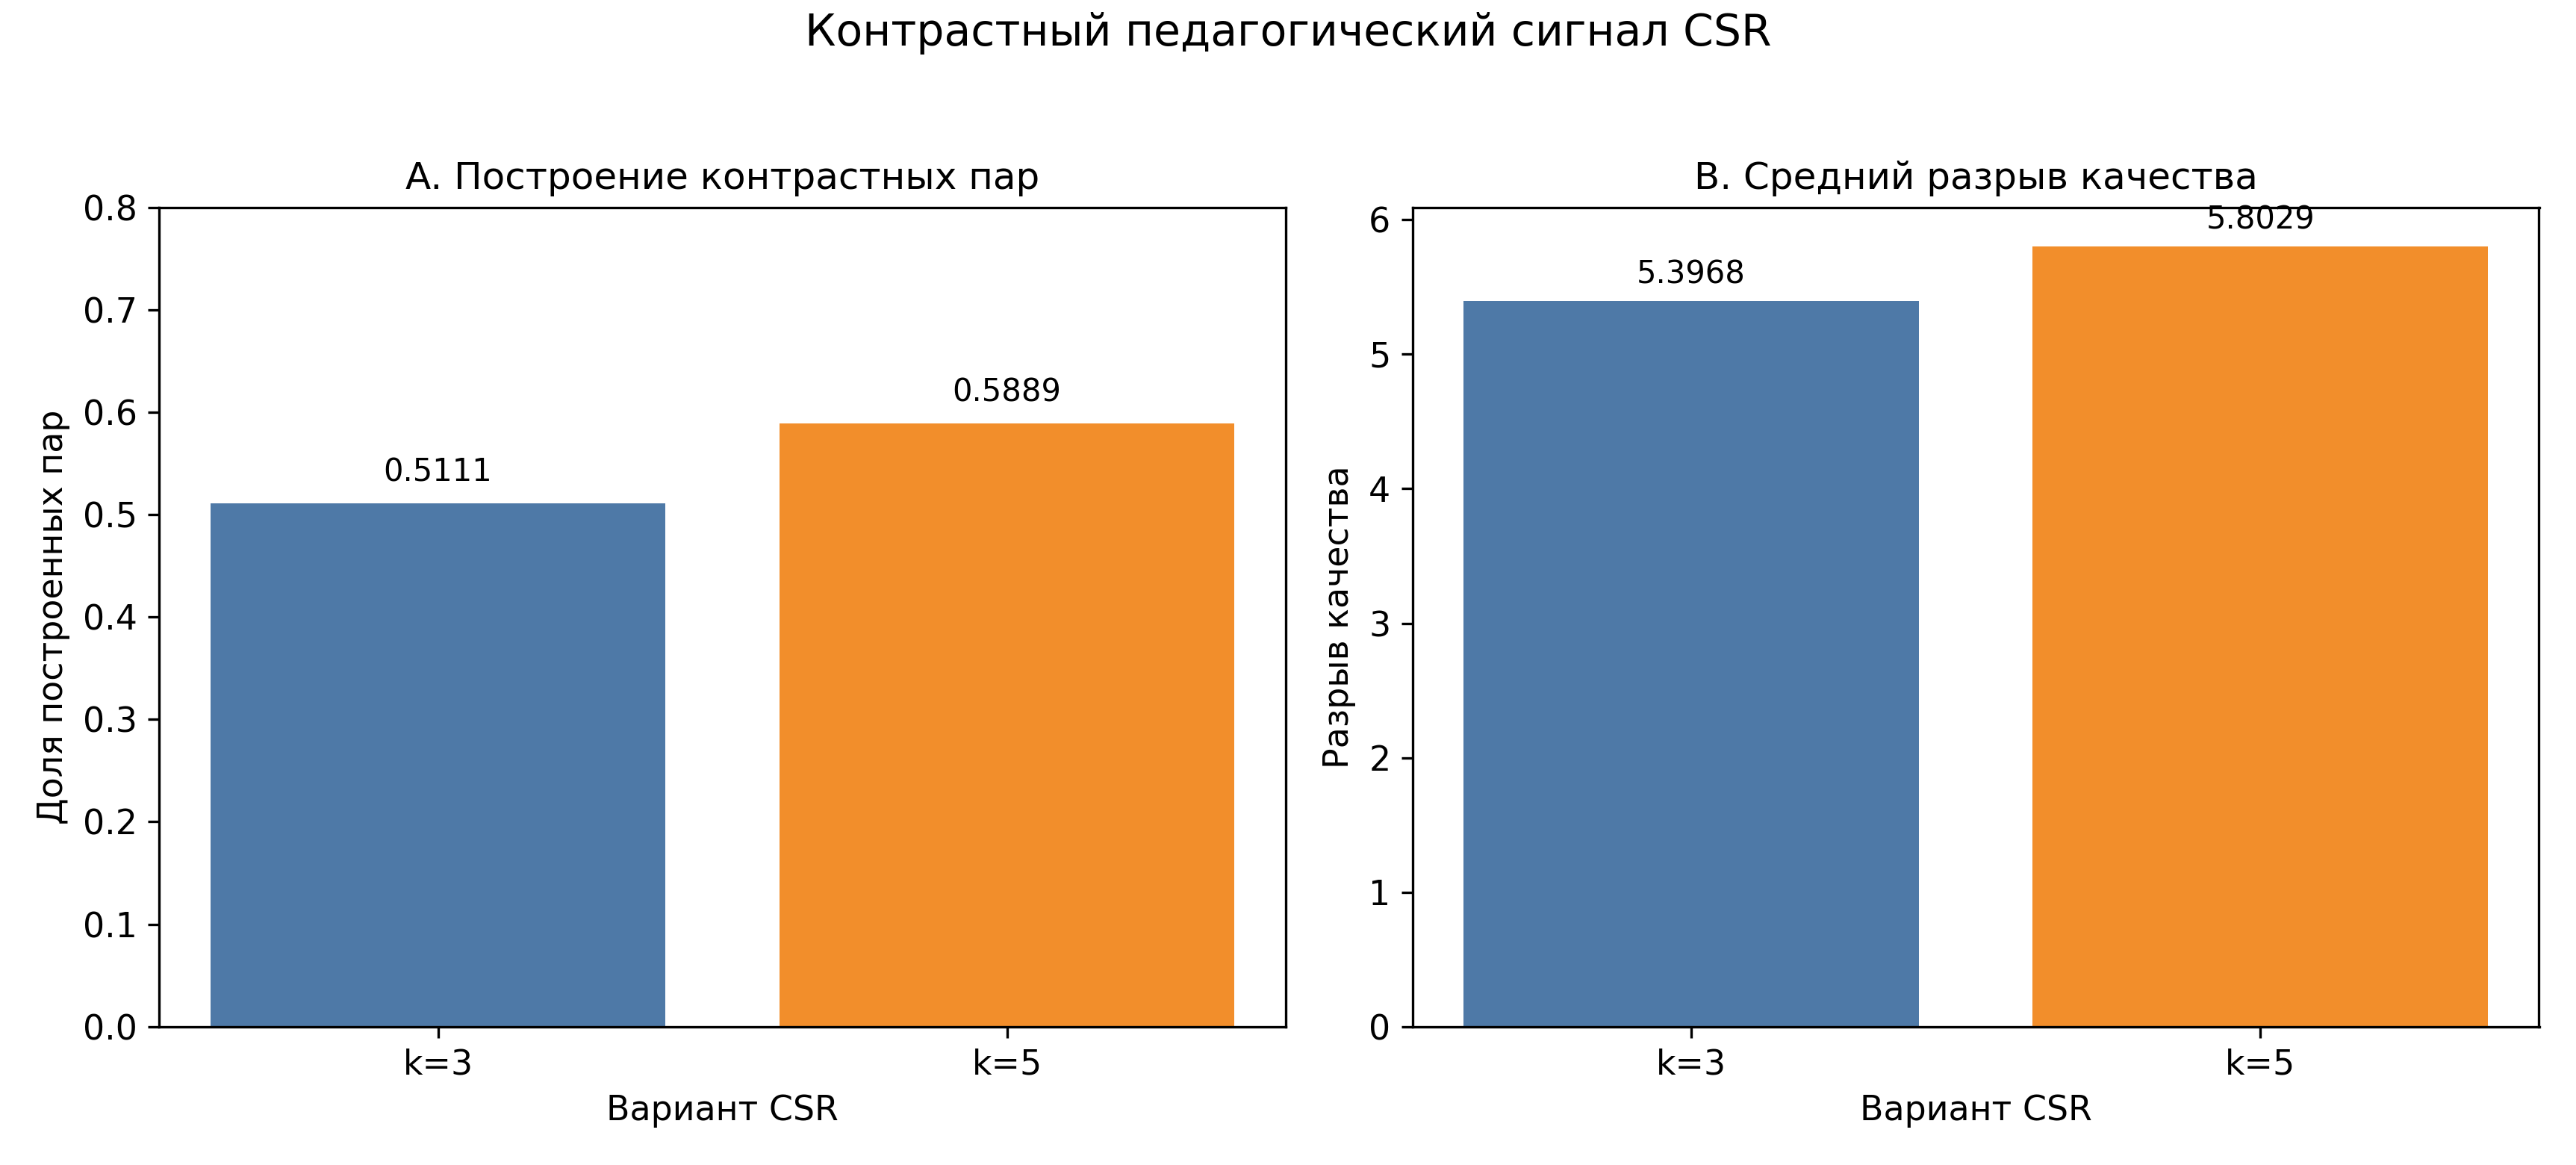 Контрастный педагогический сигнал CSR
A. Построение контрастных пар
0.8
0.7
0.6
0.5
0.4
0.3
0.2
0.1
0.0
Доля построенных пар
0.5111
0.5889
k=3
k=5
Вариант CSR
B. Средний разрыв качества
6
5
4
3
2
1
0
Разрыв качества
5.3968
5.8029
k=3
k=5
Вариант CSR